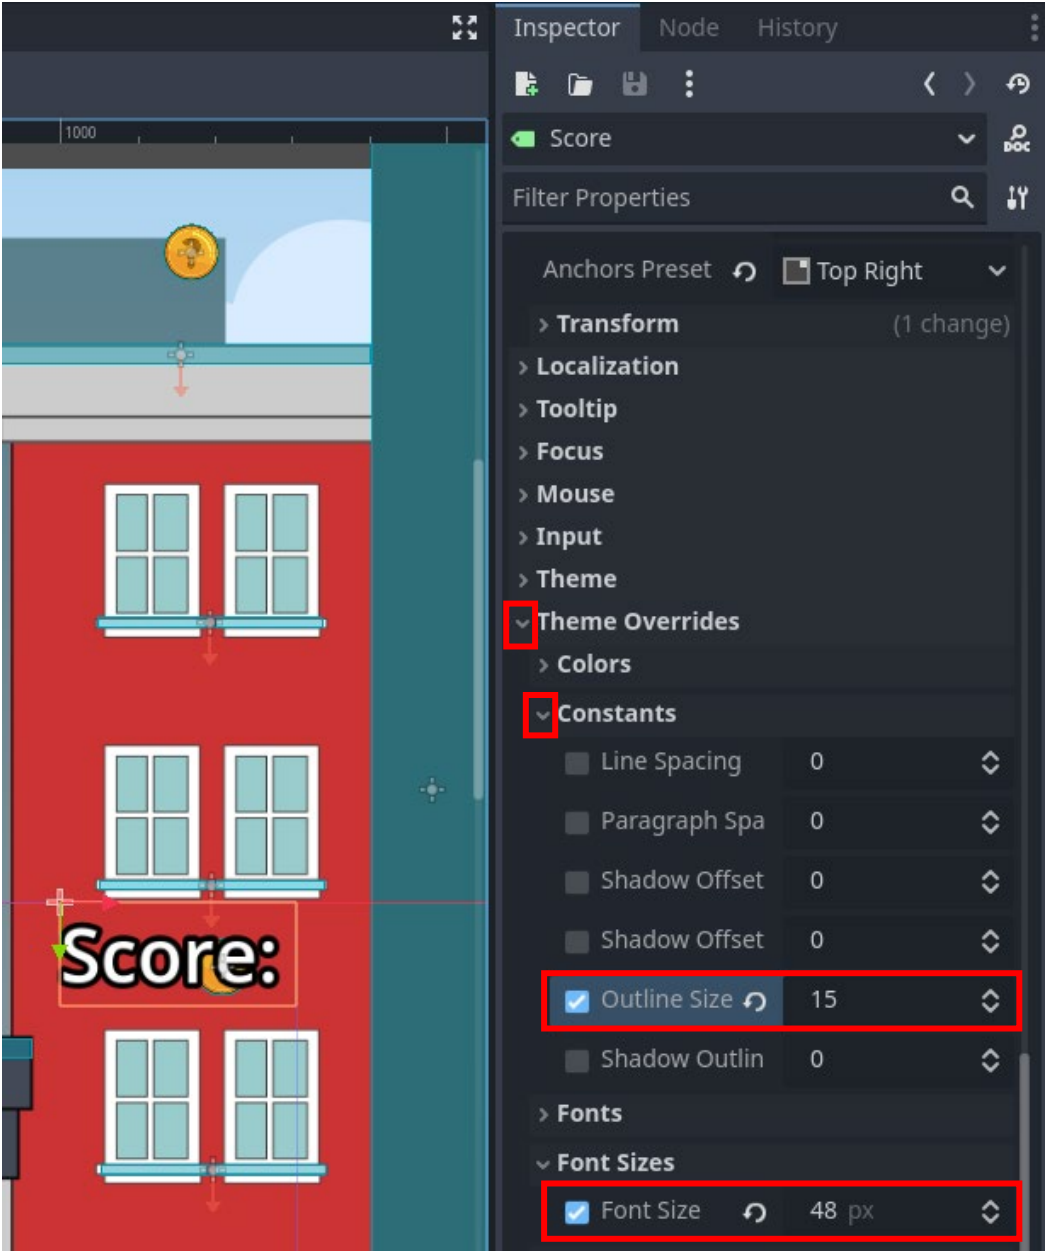 Inspector Node History
1000
Score
DOC
Filter Properties
Anchors Preset Top Right
Transform (1 change)
Localization
Tooltip
Focus
Mouse
Input
Theme
Theme Overrides
Colors
Constants
Line Spacing 0
Paragraph Spa 0
Shadow Offset 0
Shadow Offset 0
Score:
Outline Size 15
Shadow Outlin 0
Fonts
Font Sizes
Font Size 48 px